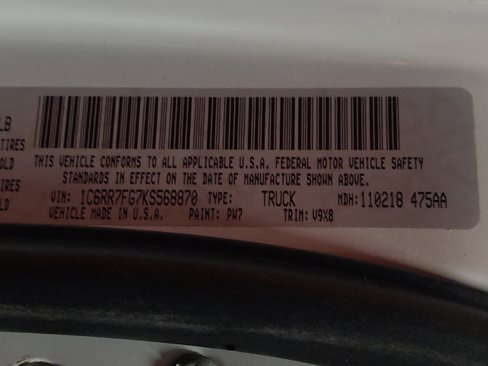 LB
TIRES
OLD
IRES
OLD
THIS VEHICLE CONFORMS TO ALL APPLICABLE U.S.A. FEDERAL MOTOR VEHICLE SAFETY
STANDARDS IN EFFECT ON THE DATE OF MANUFACTURE SHOWN ABOVE.
VIN: 1C6RR7FG7KS568870 TYPE: TRUCK MDH: 110218 475AA
VEHICLE MADE IN U.S.A. PAINT: PW7 TRIM: V9X8